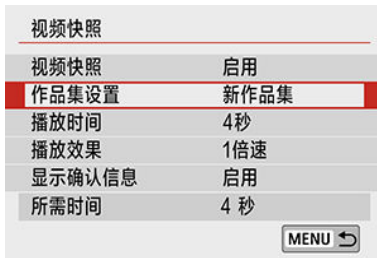 视频快照
视频快照 启用
作品集设置 新作品集
播放时间 4秒
播放效果 1倍速
显示确认信息 启用
所需时间 4 秒
MENU